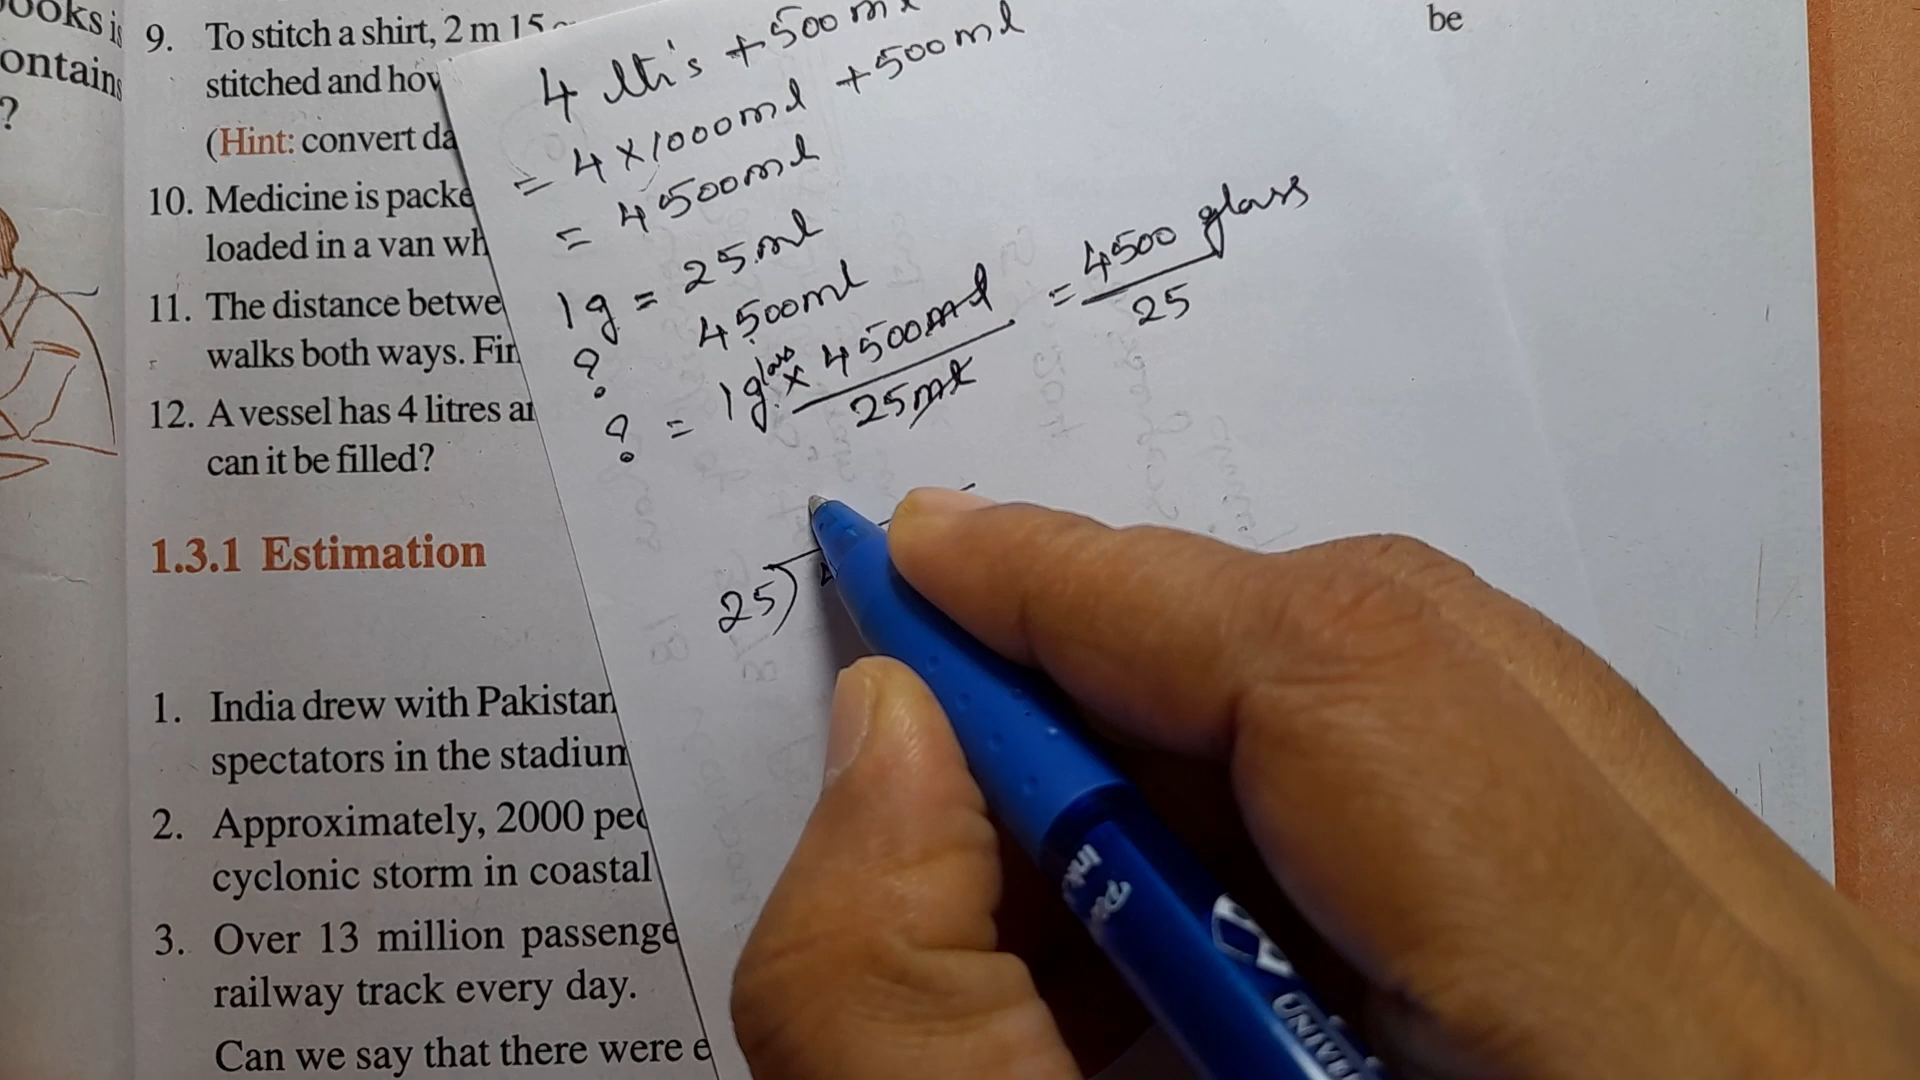 ooks is
ontains
?
9. To stitch a shirt, 2 m 15
stitched and how
(Hint: convert da
10. Medicine is packe
loaded in a van wh
11. The distance betwe
walks both ways. Fin
12. A vessel has 4 litres an
can it be filled?
1.3.1 Estimation
1. India drew with Pakistan
spectators in the stadium
2. Approximately, 2000 peo
cyclonic storm in coastal
3. Over 13 million passenge
railway track every day.
Can we say that there were e
be
4 ltr's + 500 ml
= 4 × 1000 ml + 500 ml
= 4500 ml
1g = 25 ml
? 4500 ml
? = 1 glass × 4500 ml / 25 ml = 4500 glass / 25
25)
UNIVE